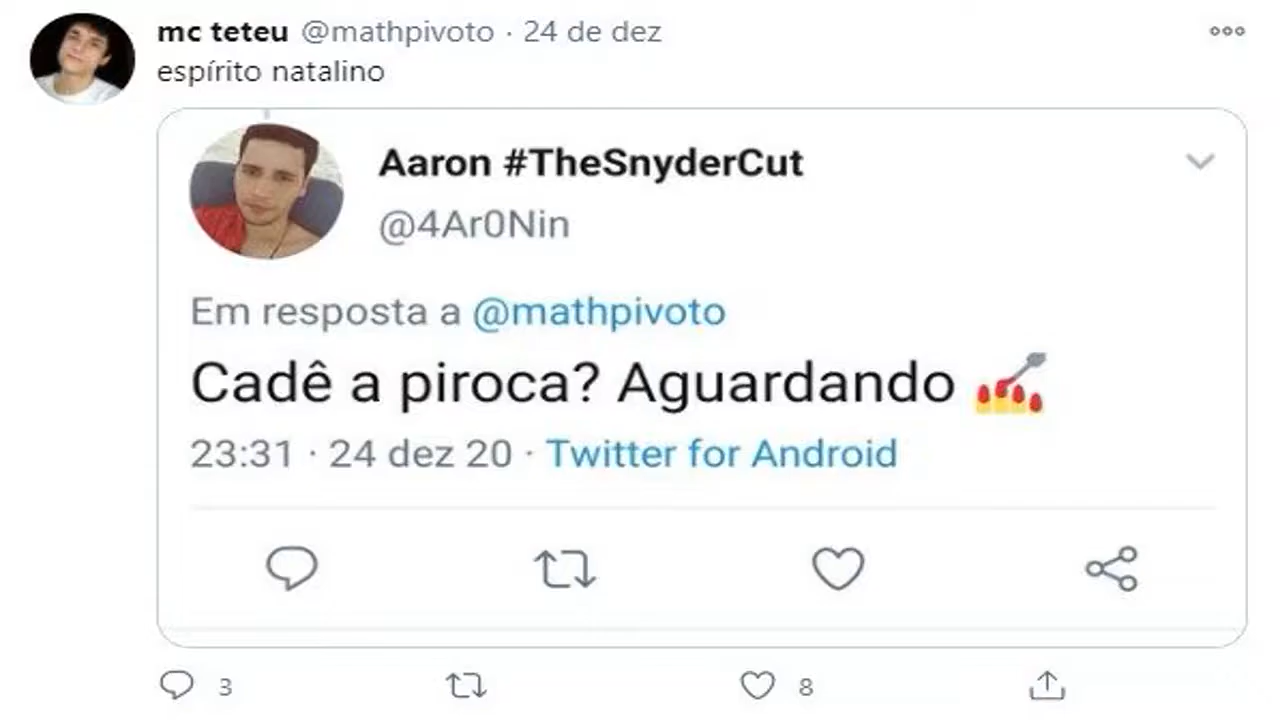 mc teteu @mathpivoto · 24 de dez
espírito natalino
Aaron #TheSnyderCut
@4Ar0Nin
Em resposta a @mathpivoto
Cadê a piroca? Aguardando 💅
23:31 · 24 dez 20 · Twitter for Android
3 8